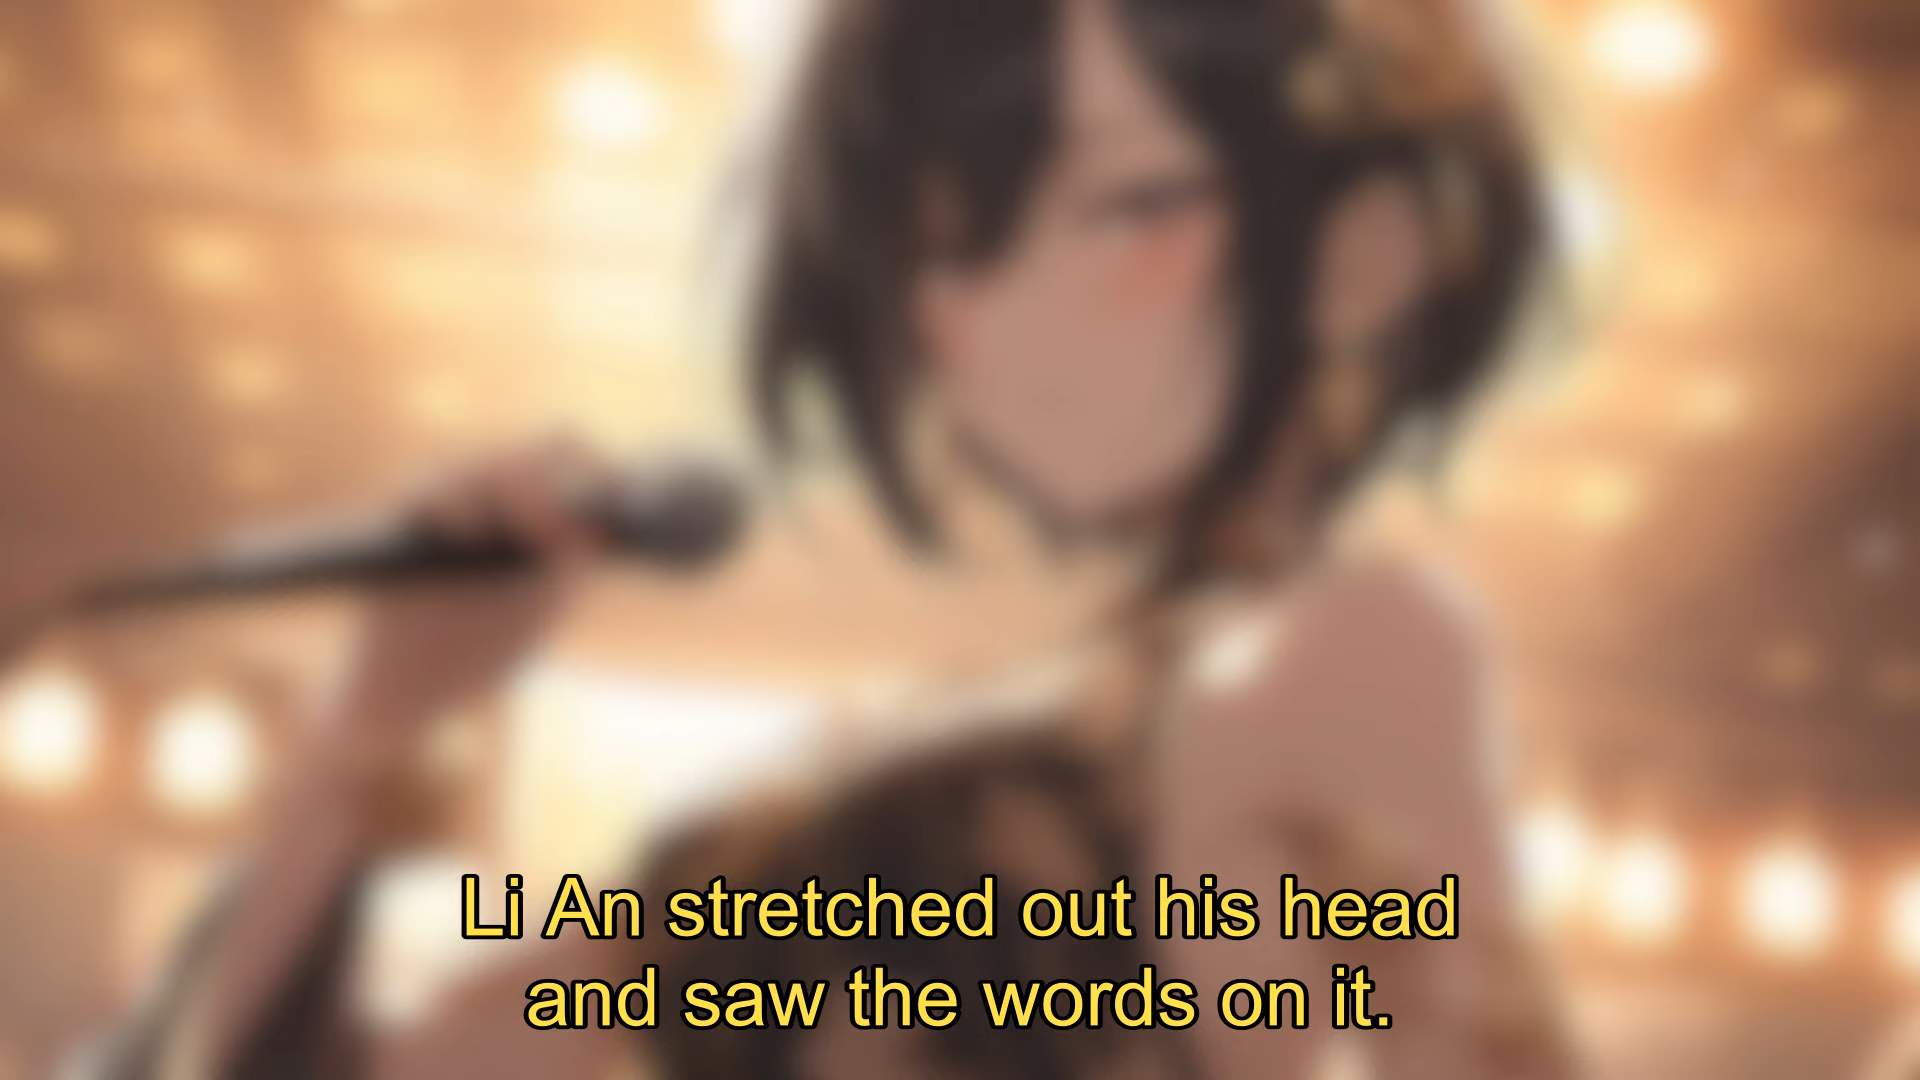 Li An stretched out his head
and saw the words on it.